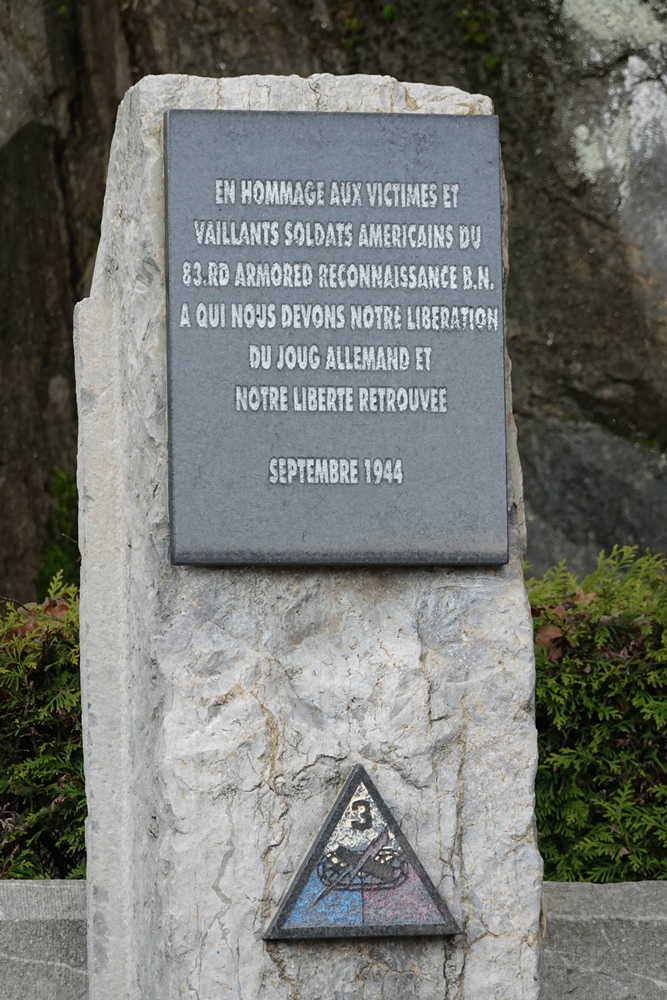 EN HOMMAGE AUX VICTIMES ET
VAILLANTS SOLDATS AMERICAINS DU
83.RD ARMORED RECONNAISSANCE B.N.
A QUI NOUS DEVONS NOTRE LIBERATION
DU JOUG ALLEMAND ET
NOTRE LIBERTE RETROUVEE
SEPTEMBRE 1944
3